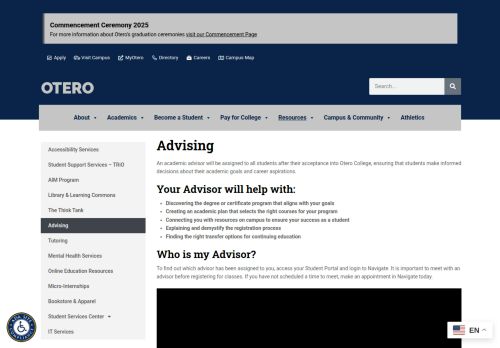 Commencement Ceremony 2025
For more information about Otero's graduation ceremonies visit our Commencement Page
Apply Visit Campus MyOtero Directory Careers Campus Map
OTERO
Search...
About Academics Become a Student Pay for College Resources Campus & Community Athletics
Accessibility Services
Student Support Services – TRiO
AIM Program
Library & Learning Commons
The Think Tank
Advising
Tutoring
Mental Health Services
Online Education Resources
Micro-Internships
Bookstore & Apparel
Student Services Center
IT Services
Advising
An academic advisor will be assigned to all students after their acceptance into Otero College, ensuring that students make informed
decisions about their academic goals and career aspirations.
Your Advisor will help with:
Discovering the degree or certificate program that aligns with your goals
Creating an academic plan that selects the right courses for your program
Connecting you with resources on campus to ensure your success as a student
Explaining and demystify the registration process
Finding the right transfer options for continuing education
Who is my Advisor?
To find out which advisor has been assigned to you, access your Student Portal and login to Navigate. It is important to meet with an
advisor before registering for classes. If you have not scheduled a time to meet, make an appointment in Navigate today.
EN